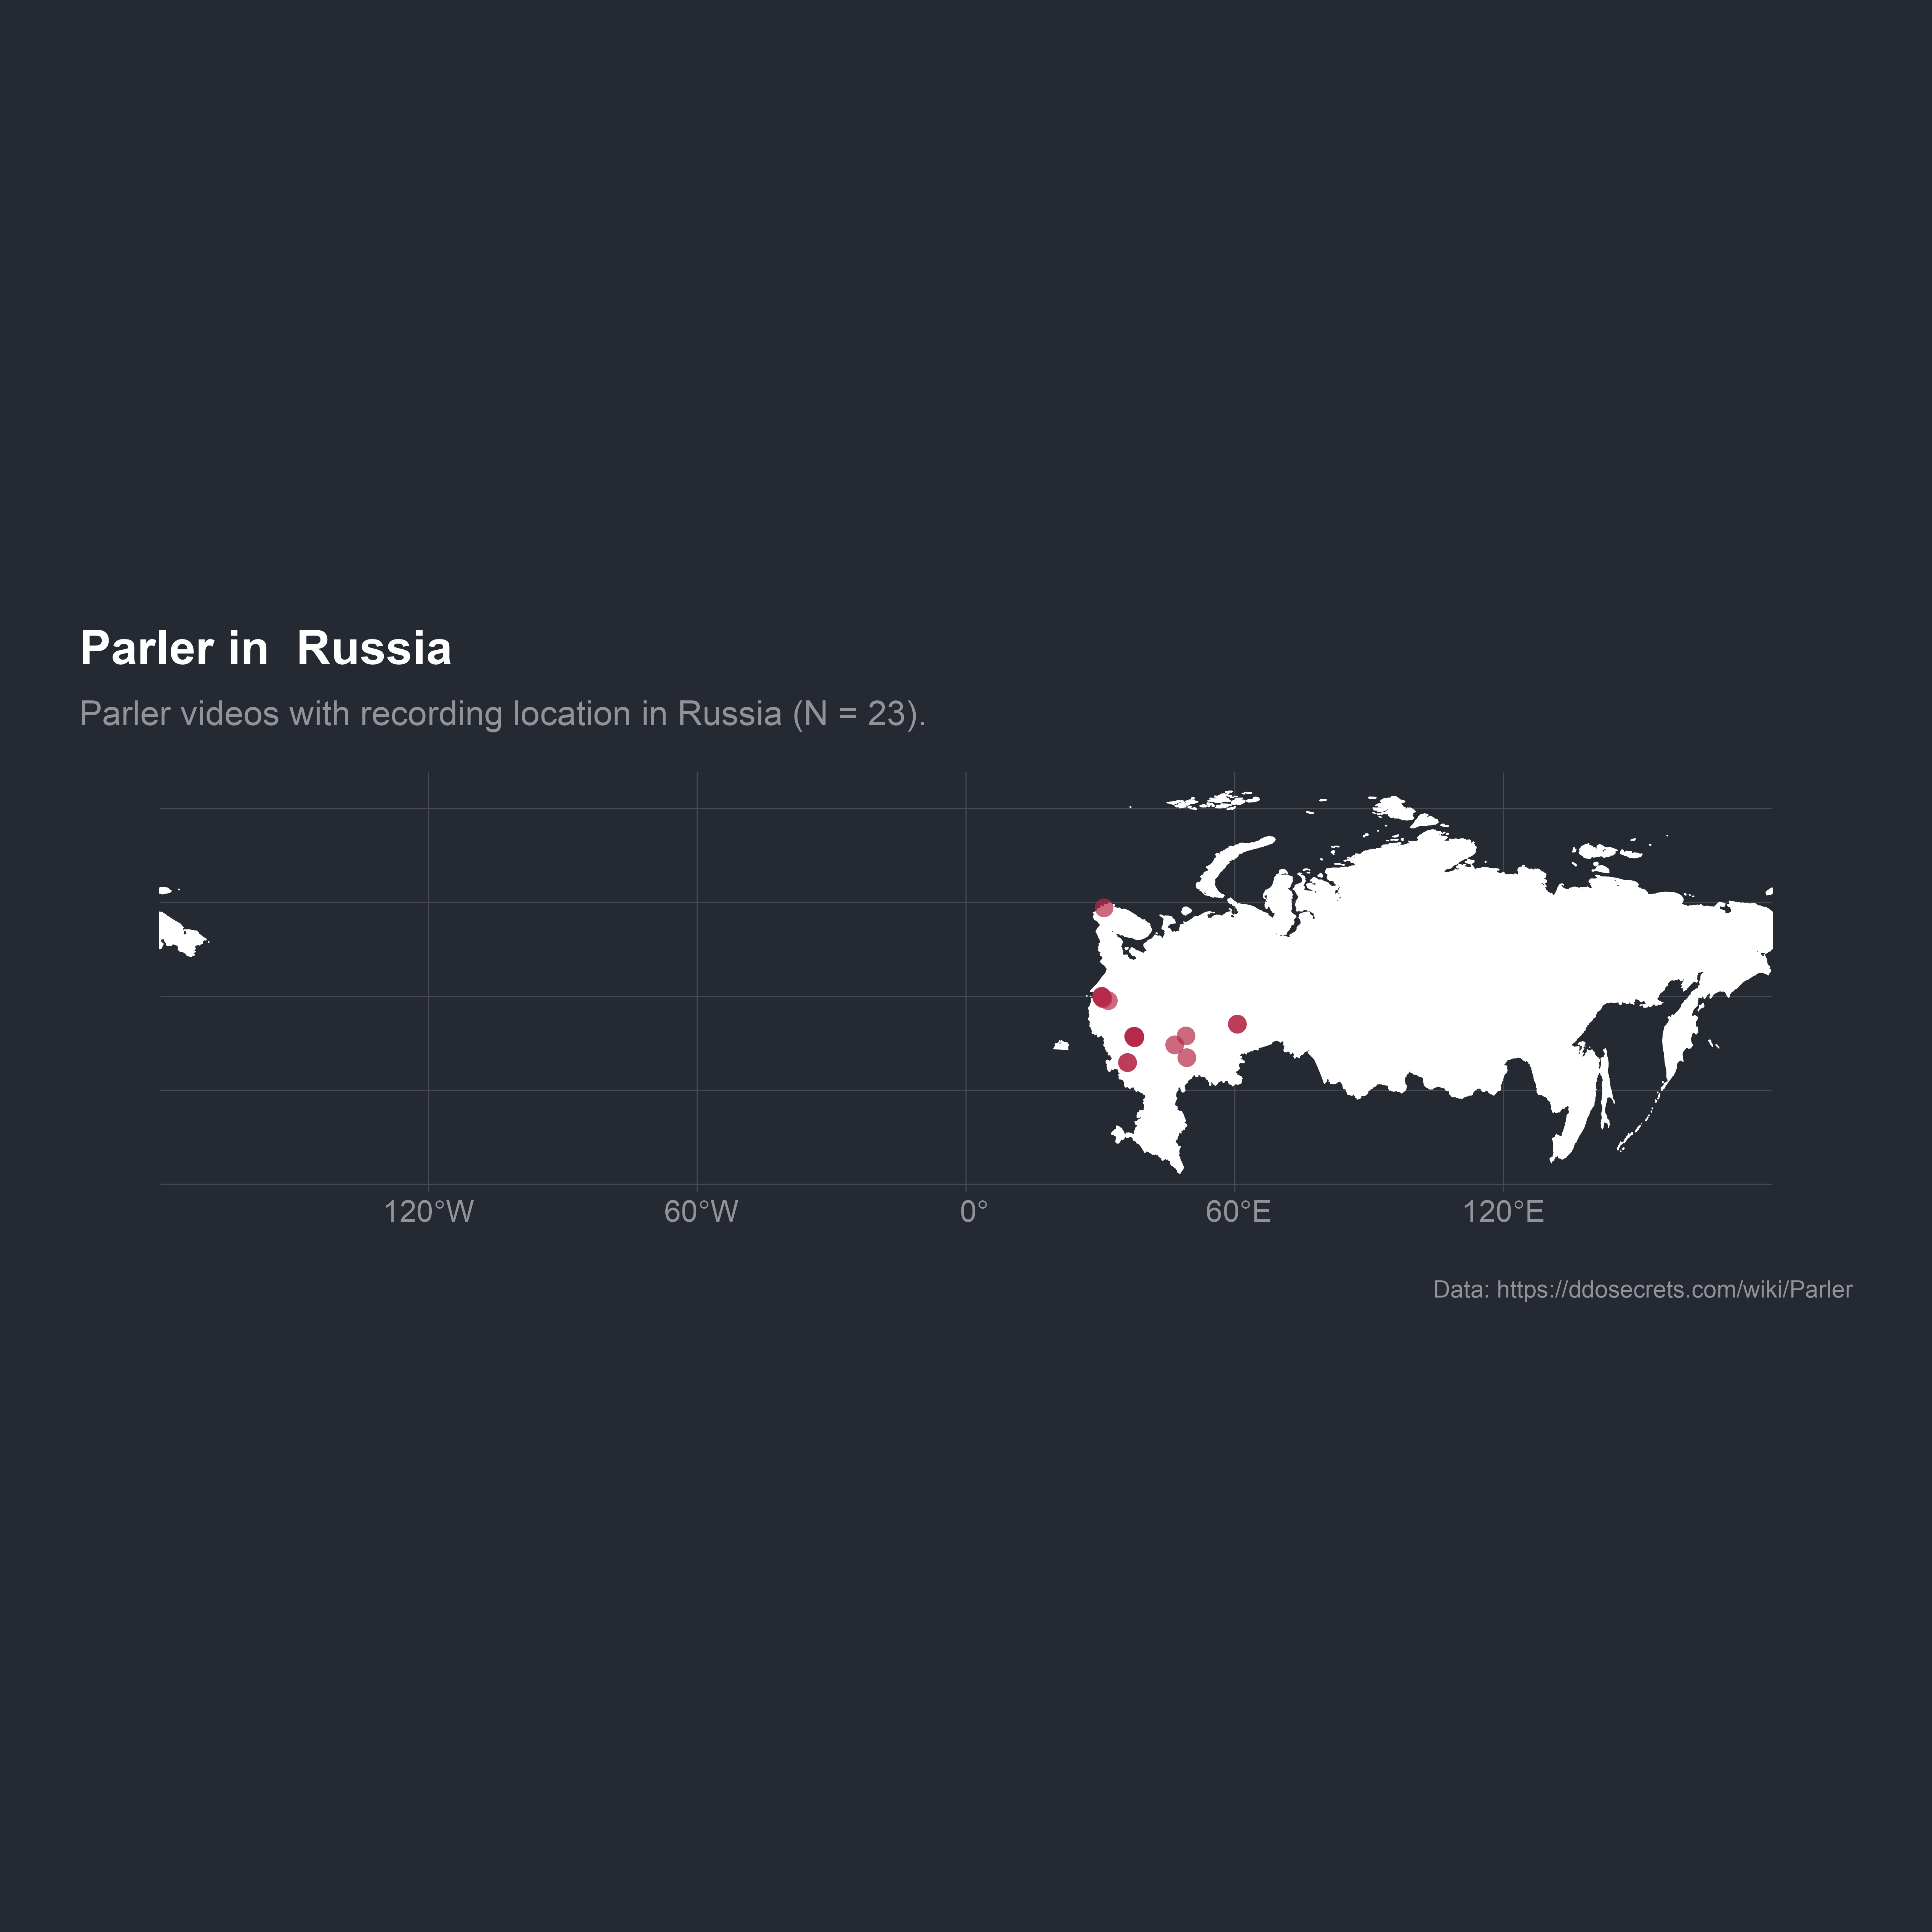 Parler in  Russia
Parler videos with recording location in Russia (N = 23).
120°W 60°W 0° 60°E 120°E
Data: https://ddosecrets.com/wiki/Parler